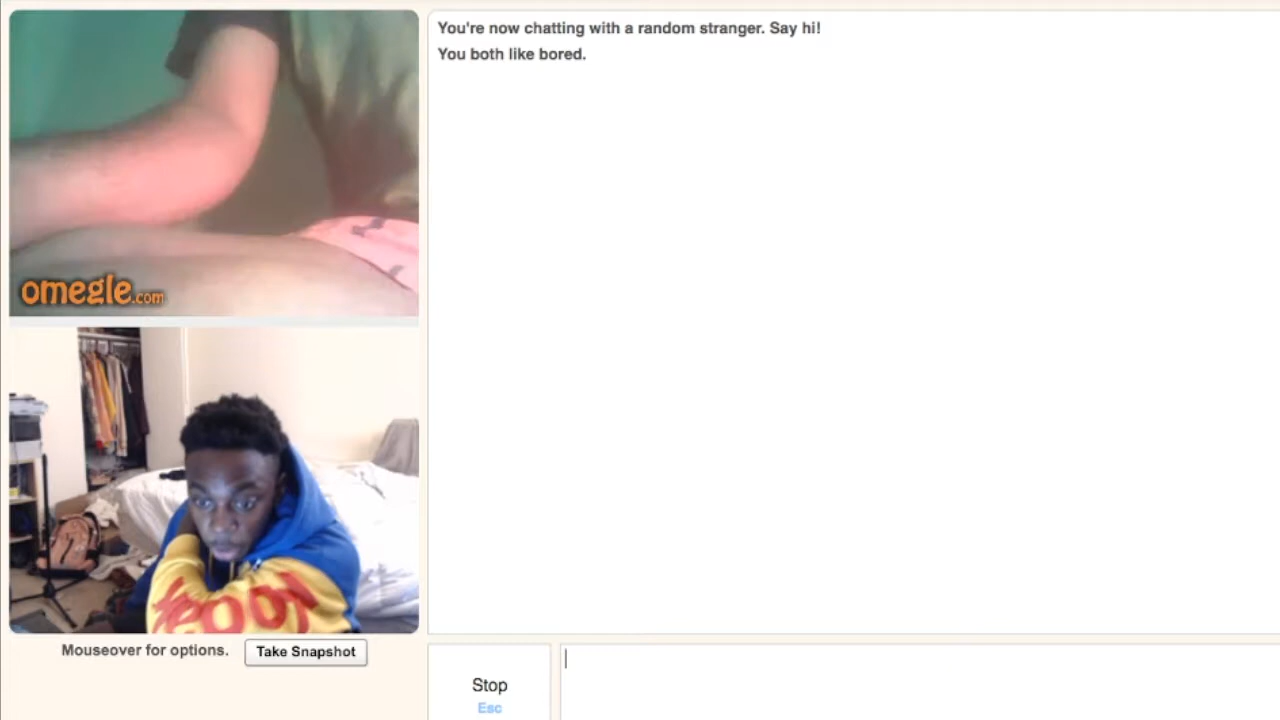 You're now chatting with a random stranger. Say hi!
You both like bored.
omegle.com
Mouseover for options.
Take Snapshot
Stop
Esc